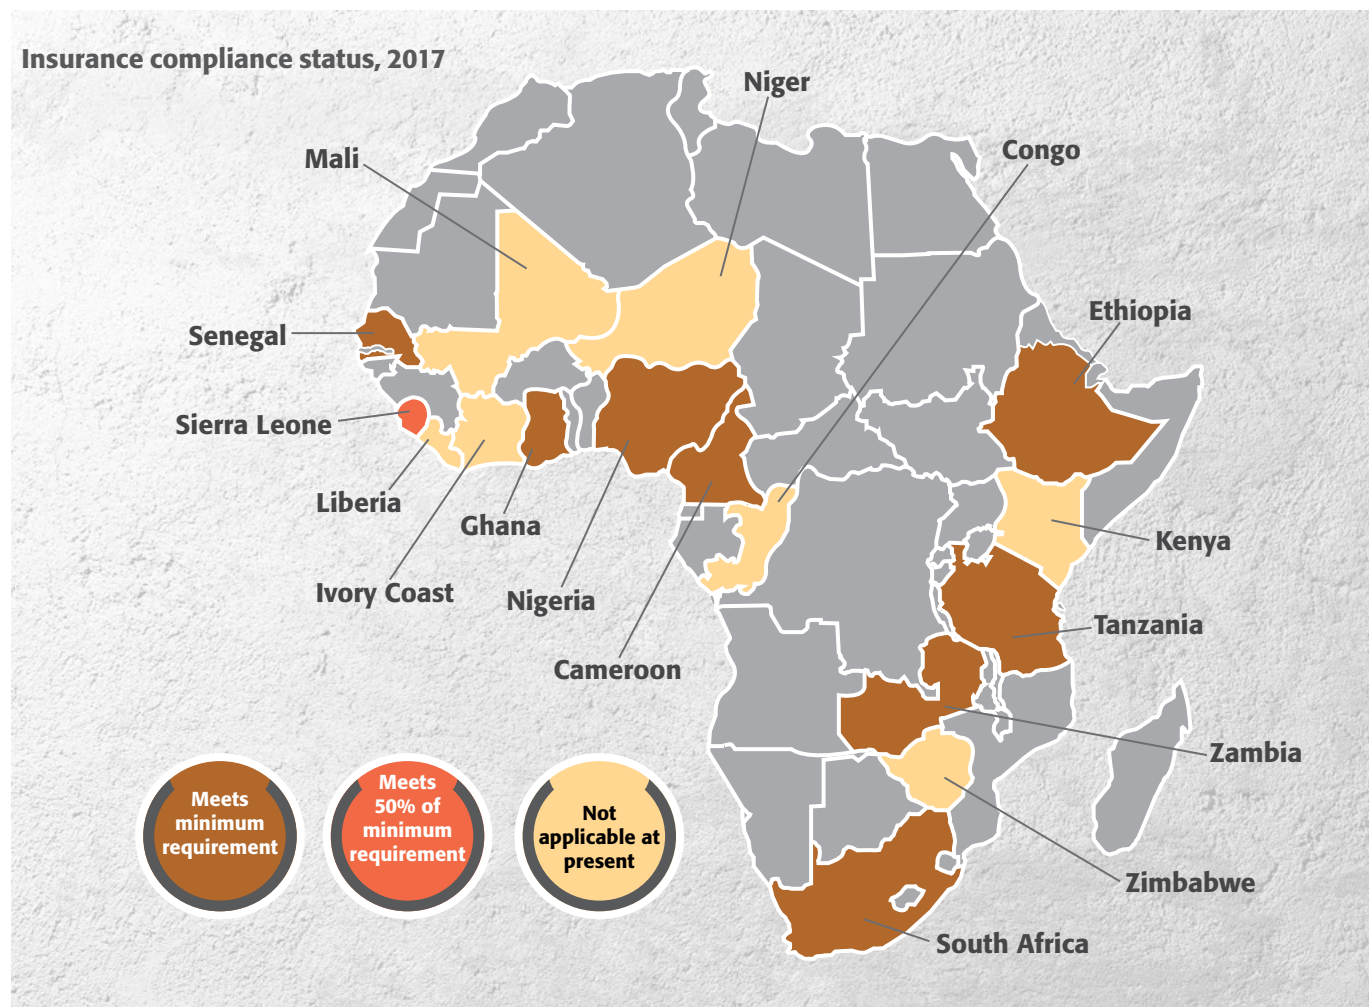 Insurance compliance status, 2017
Niger
Congo
Mali
Ethiopia
Senegal
Sierra Leone
Liberia
Ghana
Kenya
Ivory Coast
Nigeria
Tanzania
Cameroon
Zambia
Meets
minimum
requirement
Meets
50% of
minimum
requirement
Not
applicable at
present
Zimbabwe
South Africa